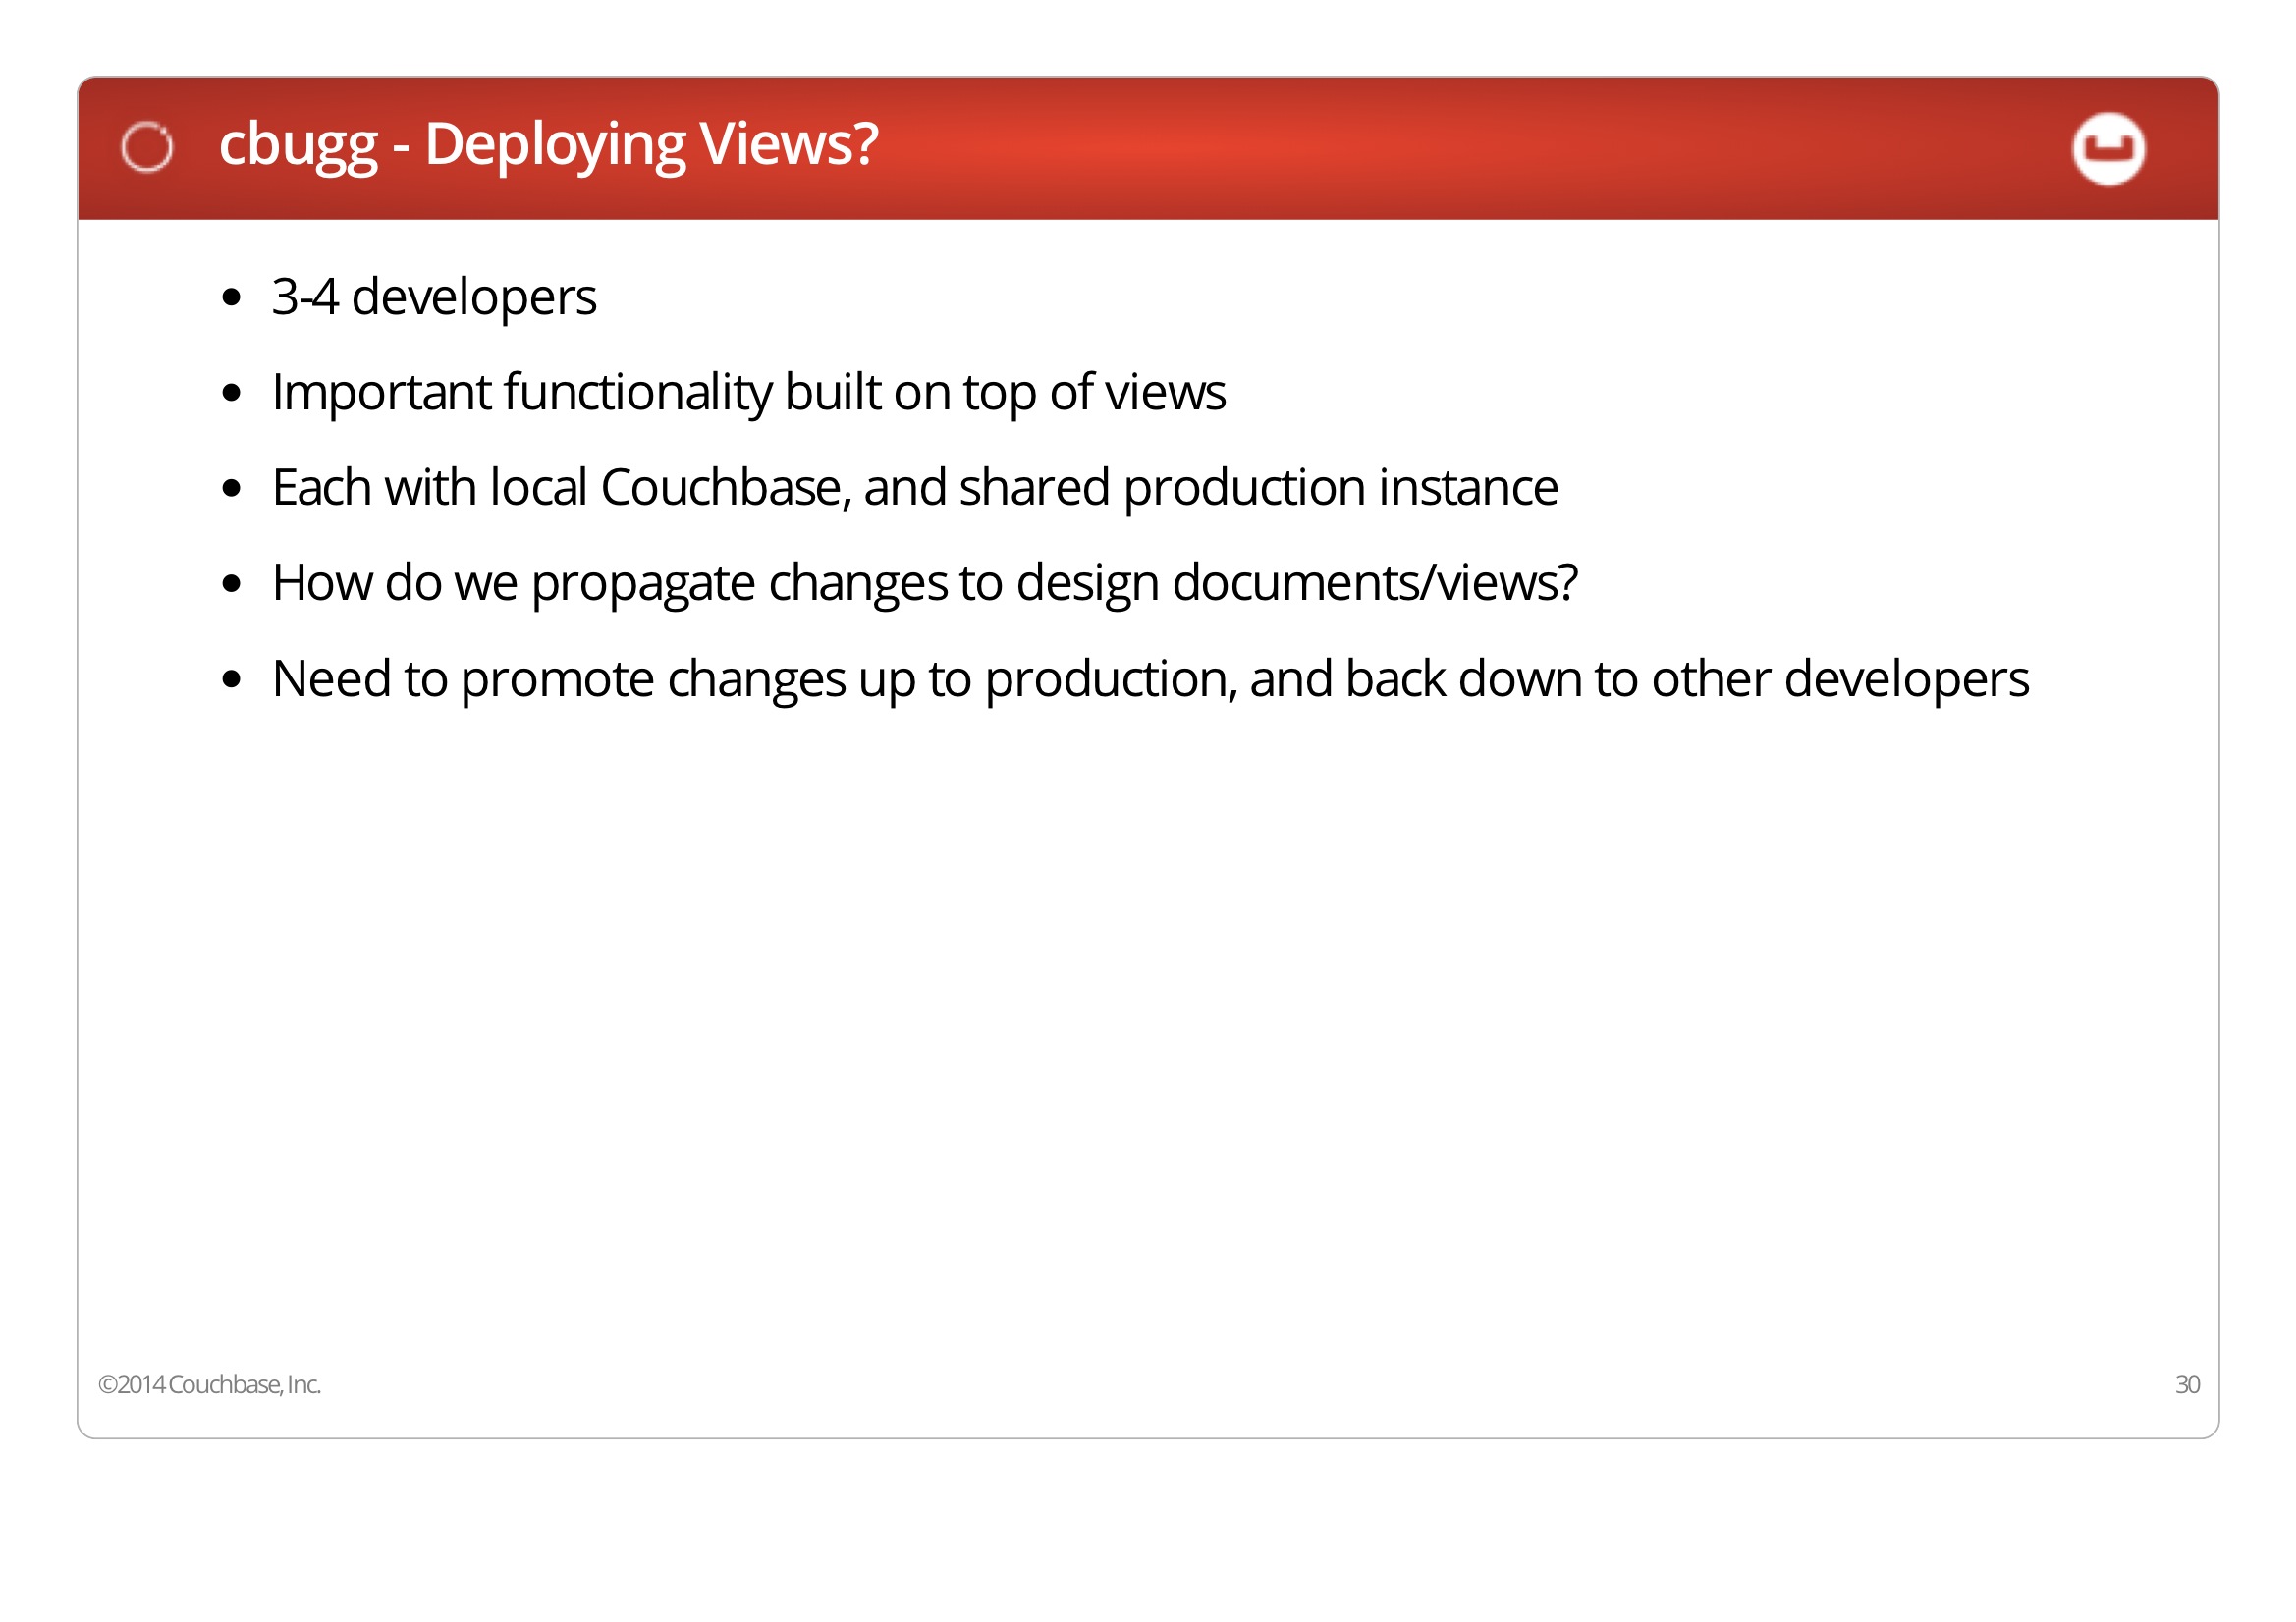 cbugg - Deploying Views?
• 3-4 developers
• Important functionality built on top of views
• Each with local Couchbase, and shared production instance
• How do we propagate changes to design documents/views?
• Need to promote changes up to production, and back down to other developers
©2014 Couchbase, Inc.
30